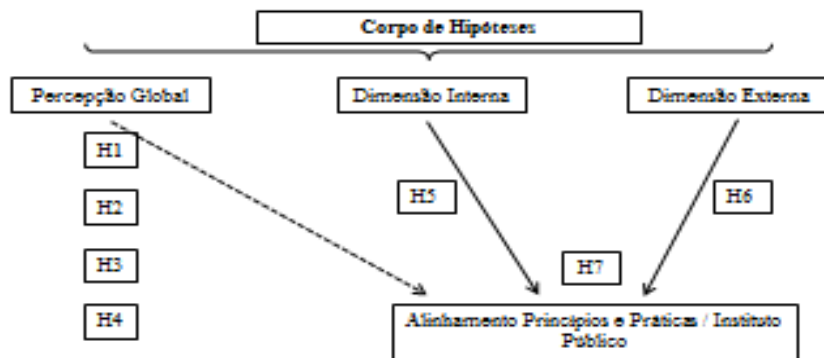 Corpo de Hipóteses
Percepção Global
Dimensão Interna
Dimensão Externa
H1
H2
H3
H4
H5
H6
H7
Alinhamento Princípios e Práticas / Instituto
Público